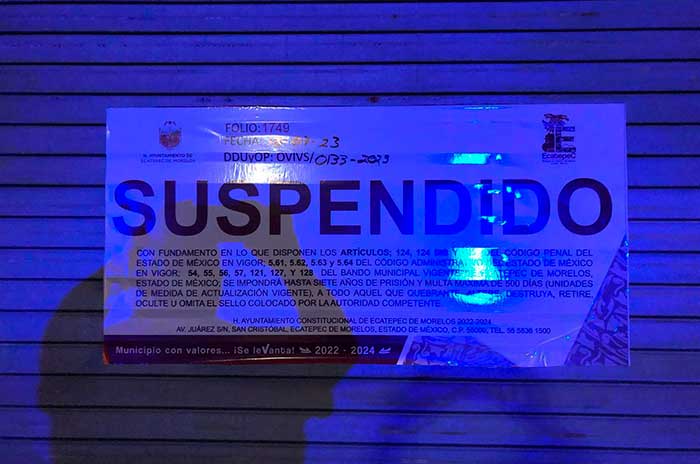 FOLIO: 1749
FECHA: 23
DDUyOP: OVIVS/0133-2023
H. AYUNTAMIENTO DE
ECATEPEC DE MORELOS
EcatepeC
SUSPENDIDO
CON FUNDAMENTO EN LO QUE DISPONEN LOS ARTÍCULOS; 124, 124 DEL CÓDIGO PENAL DEL
ESTADO DE MÉXICO EN VIGOR; 5.61, 5.62, 5.63 y 5.64 DEL CÓDIGO ADMINISTRATIVO DEL ESTADO DE MÉXICO
EN VIGOR; 54, 55, 56, 57, 121, 127, Y 128 DEL BANDO MUNICIPAL VIGENTE DE ECATEPEC DE MORELOS,
ESTADO DE MÉXICO; SE IMPONDRÁ HASTA SIETE AÑOS DE PRISIÓN Y MULTA MÁXIMA DE 500 DÍAS (UNIDADES
DE MEDIDA DE ACTUALIZACIÓN VIGENTE), A TODO AQUEL QUE DESTRUYA, RETIRE,
OCULTE U OMITA EL SELLO COLOCADO POR LA AUTORIDAD COMPETENTE.
H. AYUNTAMIENTO CONSTITUCIONAL DE ECATEPEC DE MORELOS 2022-2024
AV. JUÁREZ S/N, SAN CRISTÓBAL, ECATEPEC DE MORELOS, ESTADO DE MÉXICO, C.P. 55000, TEL. 55 5836 1500
Municipio con valores... ¡Se leVanta! 2022 - 2024